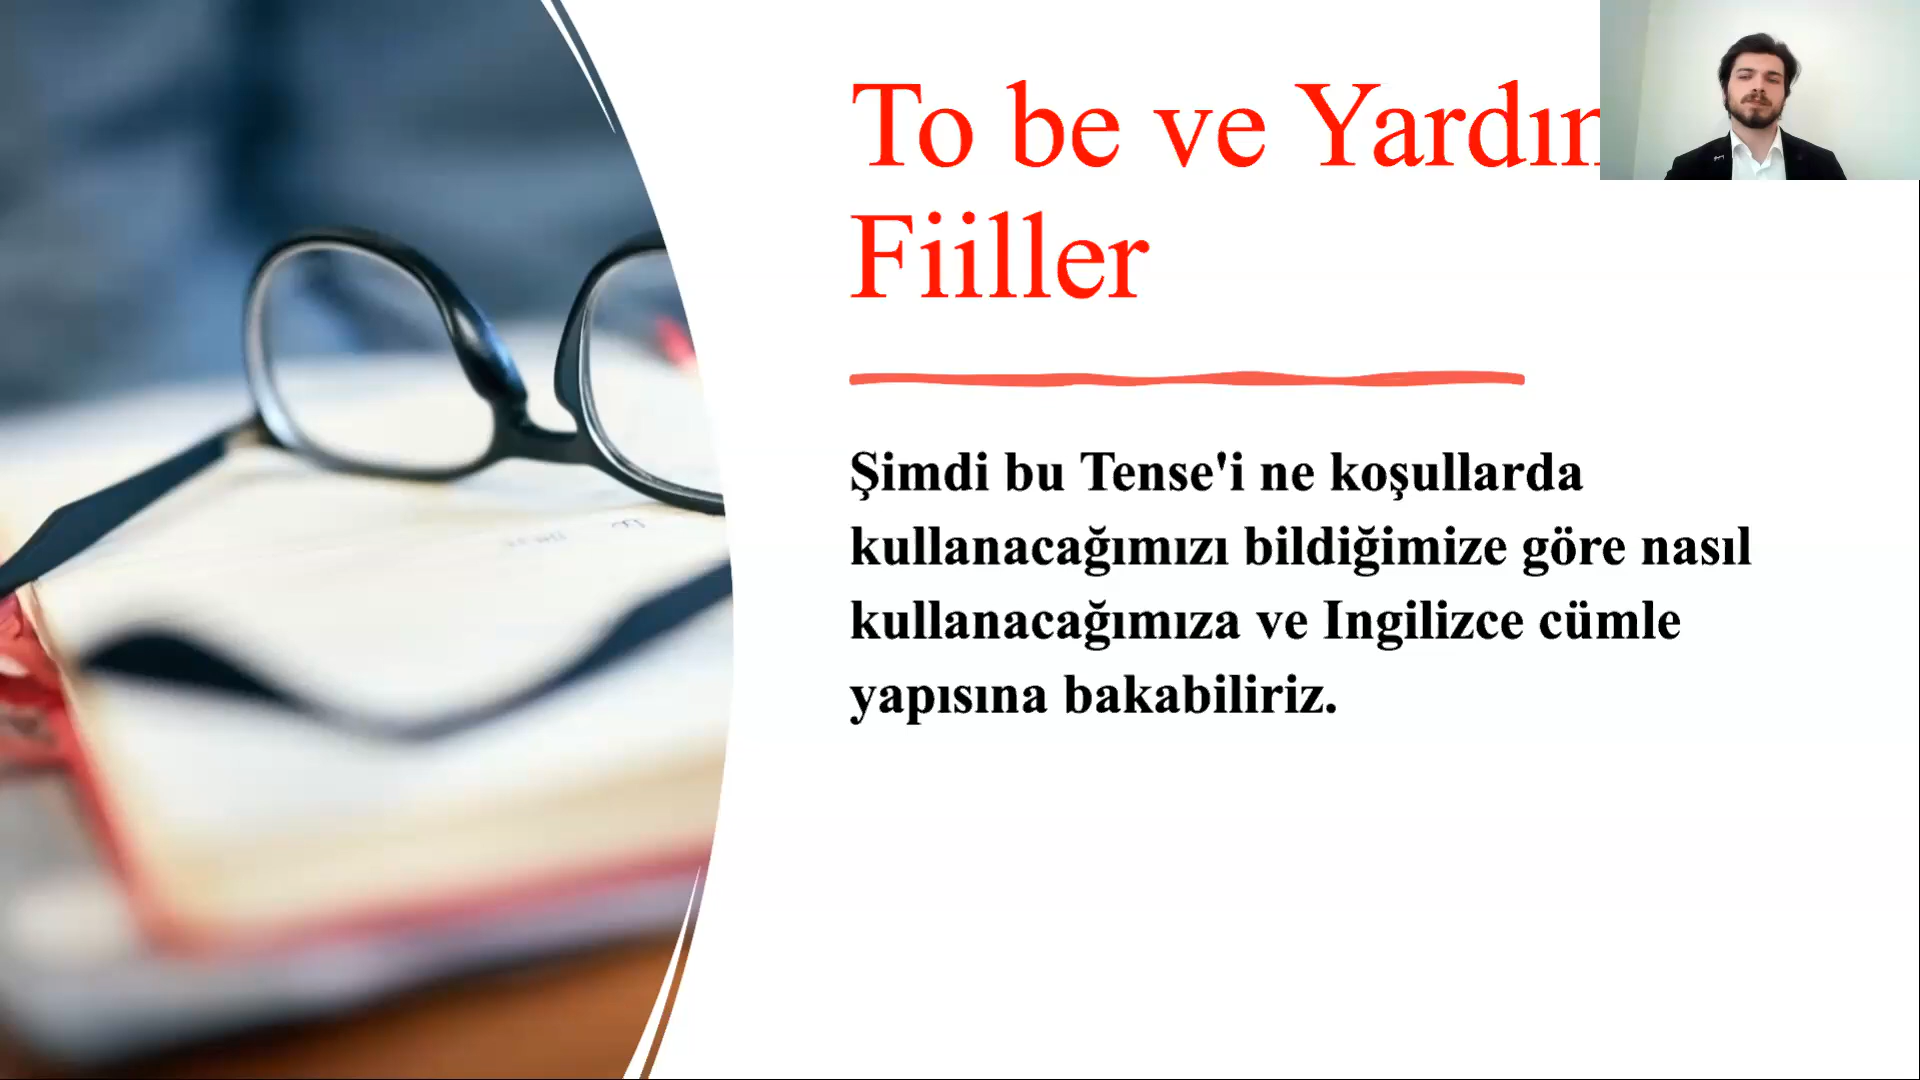 To be ve
Fiiller
Şimdi bu Tense'i ne koşullarda
kullanacağımızı bildiğimize göre nasıl
kullanacağımıza ve Ingilizce cümle
yapısına bakabiliriz.